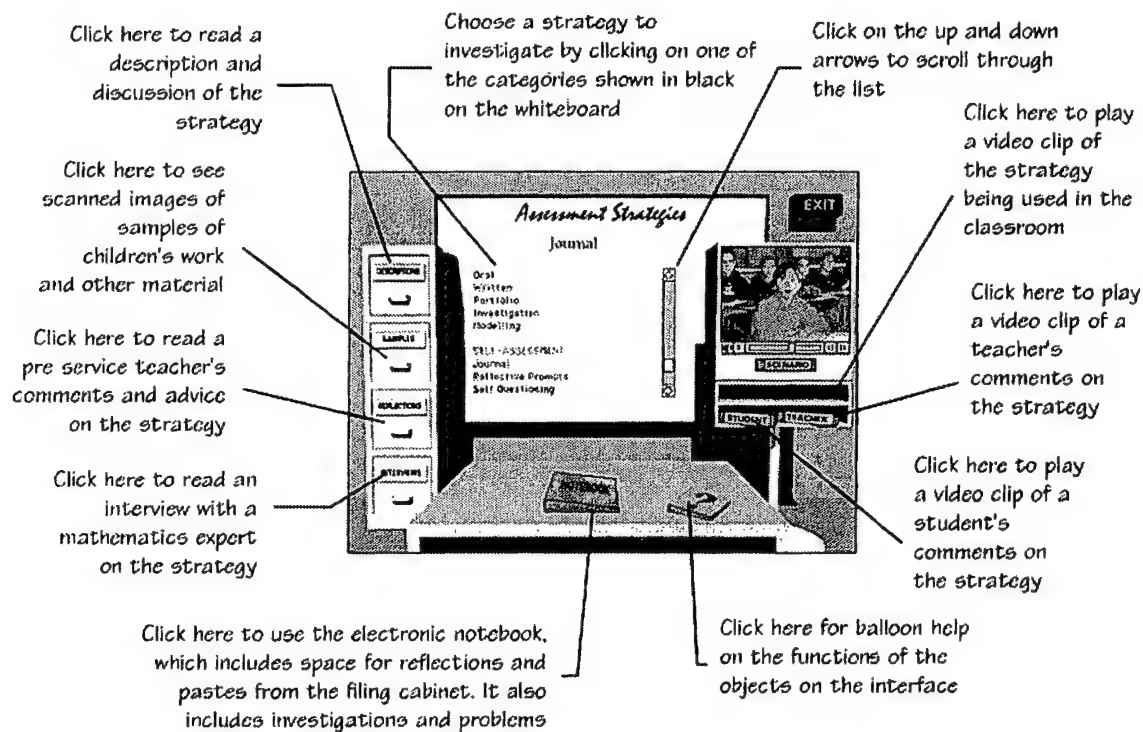 Click here to read a
description and
discussion of the
strategy
Choose a strategy to
investigate by clicking on one of
the categories shown in black
on the whiteboard
Click on the up and down
arrows to scroll through
the list
Click here to see
scanned images of
samples of
children's work
and other material
Click here to play
a video clip of
the strategy
being used in the
classroom
Click here to read a
pre service teacher's
comments and advice
on the strategy
Click here to play
a video clip of a
teacher's
comments on
the strategy
Click here to read an
interview with a
mathematics expert
on the strategy
Click here to play
a video clip of a
student's
comments on
the strategy
Click here to use the electronic notebook,
which includes space for reflections and
pastes from the filing cabinet. It also
includes investigations and problems
Click here for balloon help
on the functions of the
objects on the interface
Assessment Strategies
Journal
Oral
Written
Portfolio
Investigation
Modelling
SELF-ASSESSMENT
Journal
Reflective Prompts
Self Questioning
DESCRIPTIONS
SAMPLES
REFLECTIONS
INTERVIEWS
EXIT
SCENARIO
STUDENT
TEACHER
NOTEBOOK
?